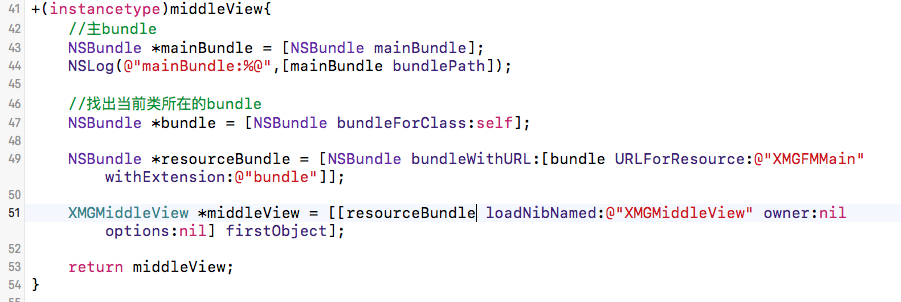 41 +(instancetype)middleView{
42 //主bundle
43 NSBundle *mainBundle = [NSBundle mainBundle];
44 NSLog(@"mainBundle:%@",[mainBundle bundlePath]);
45
46 //找出当前类所在的bundle
47 NSBundle *bundle = [NSBundle bundleForClass:self];
48
49 NSBundle *resourceBundle = [NSBundle bundleWithURL:[bundle URLForResource:@"XMGFMMain"
withExtension:@"bundle"]];
50
51 XMGMiddleView *middleView = [[resourceBundle loadNibNamed:@"XMGMiddleView" owner:nil
options:nil] firstObject];
52
53 return middleView;
54 }